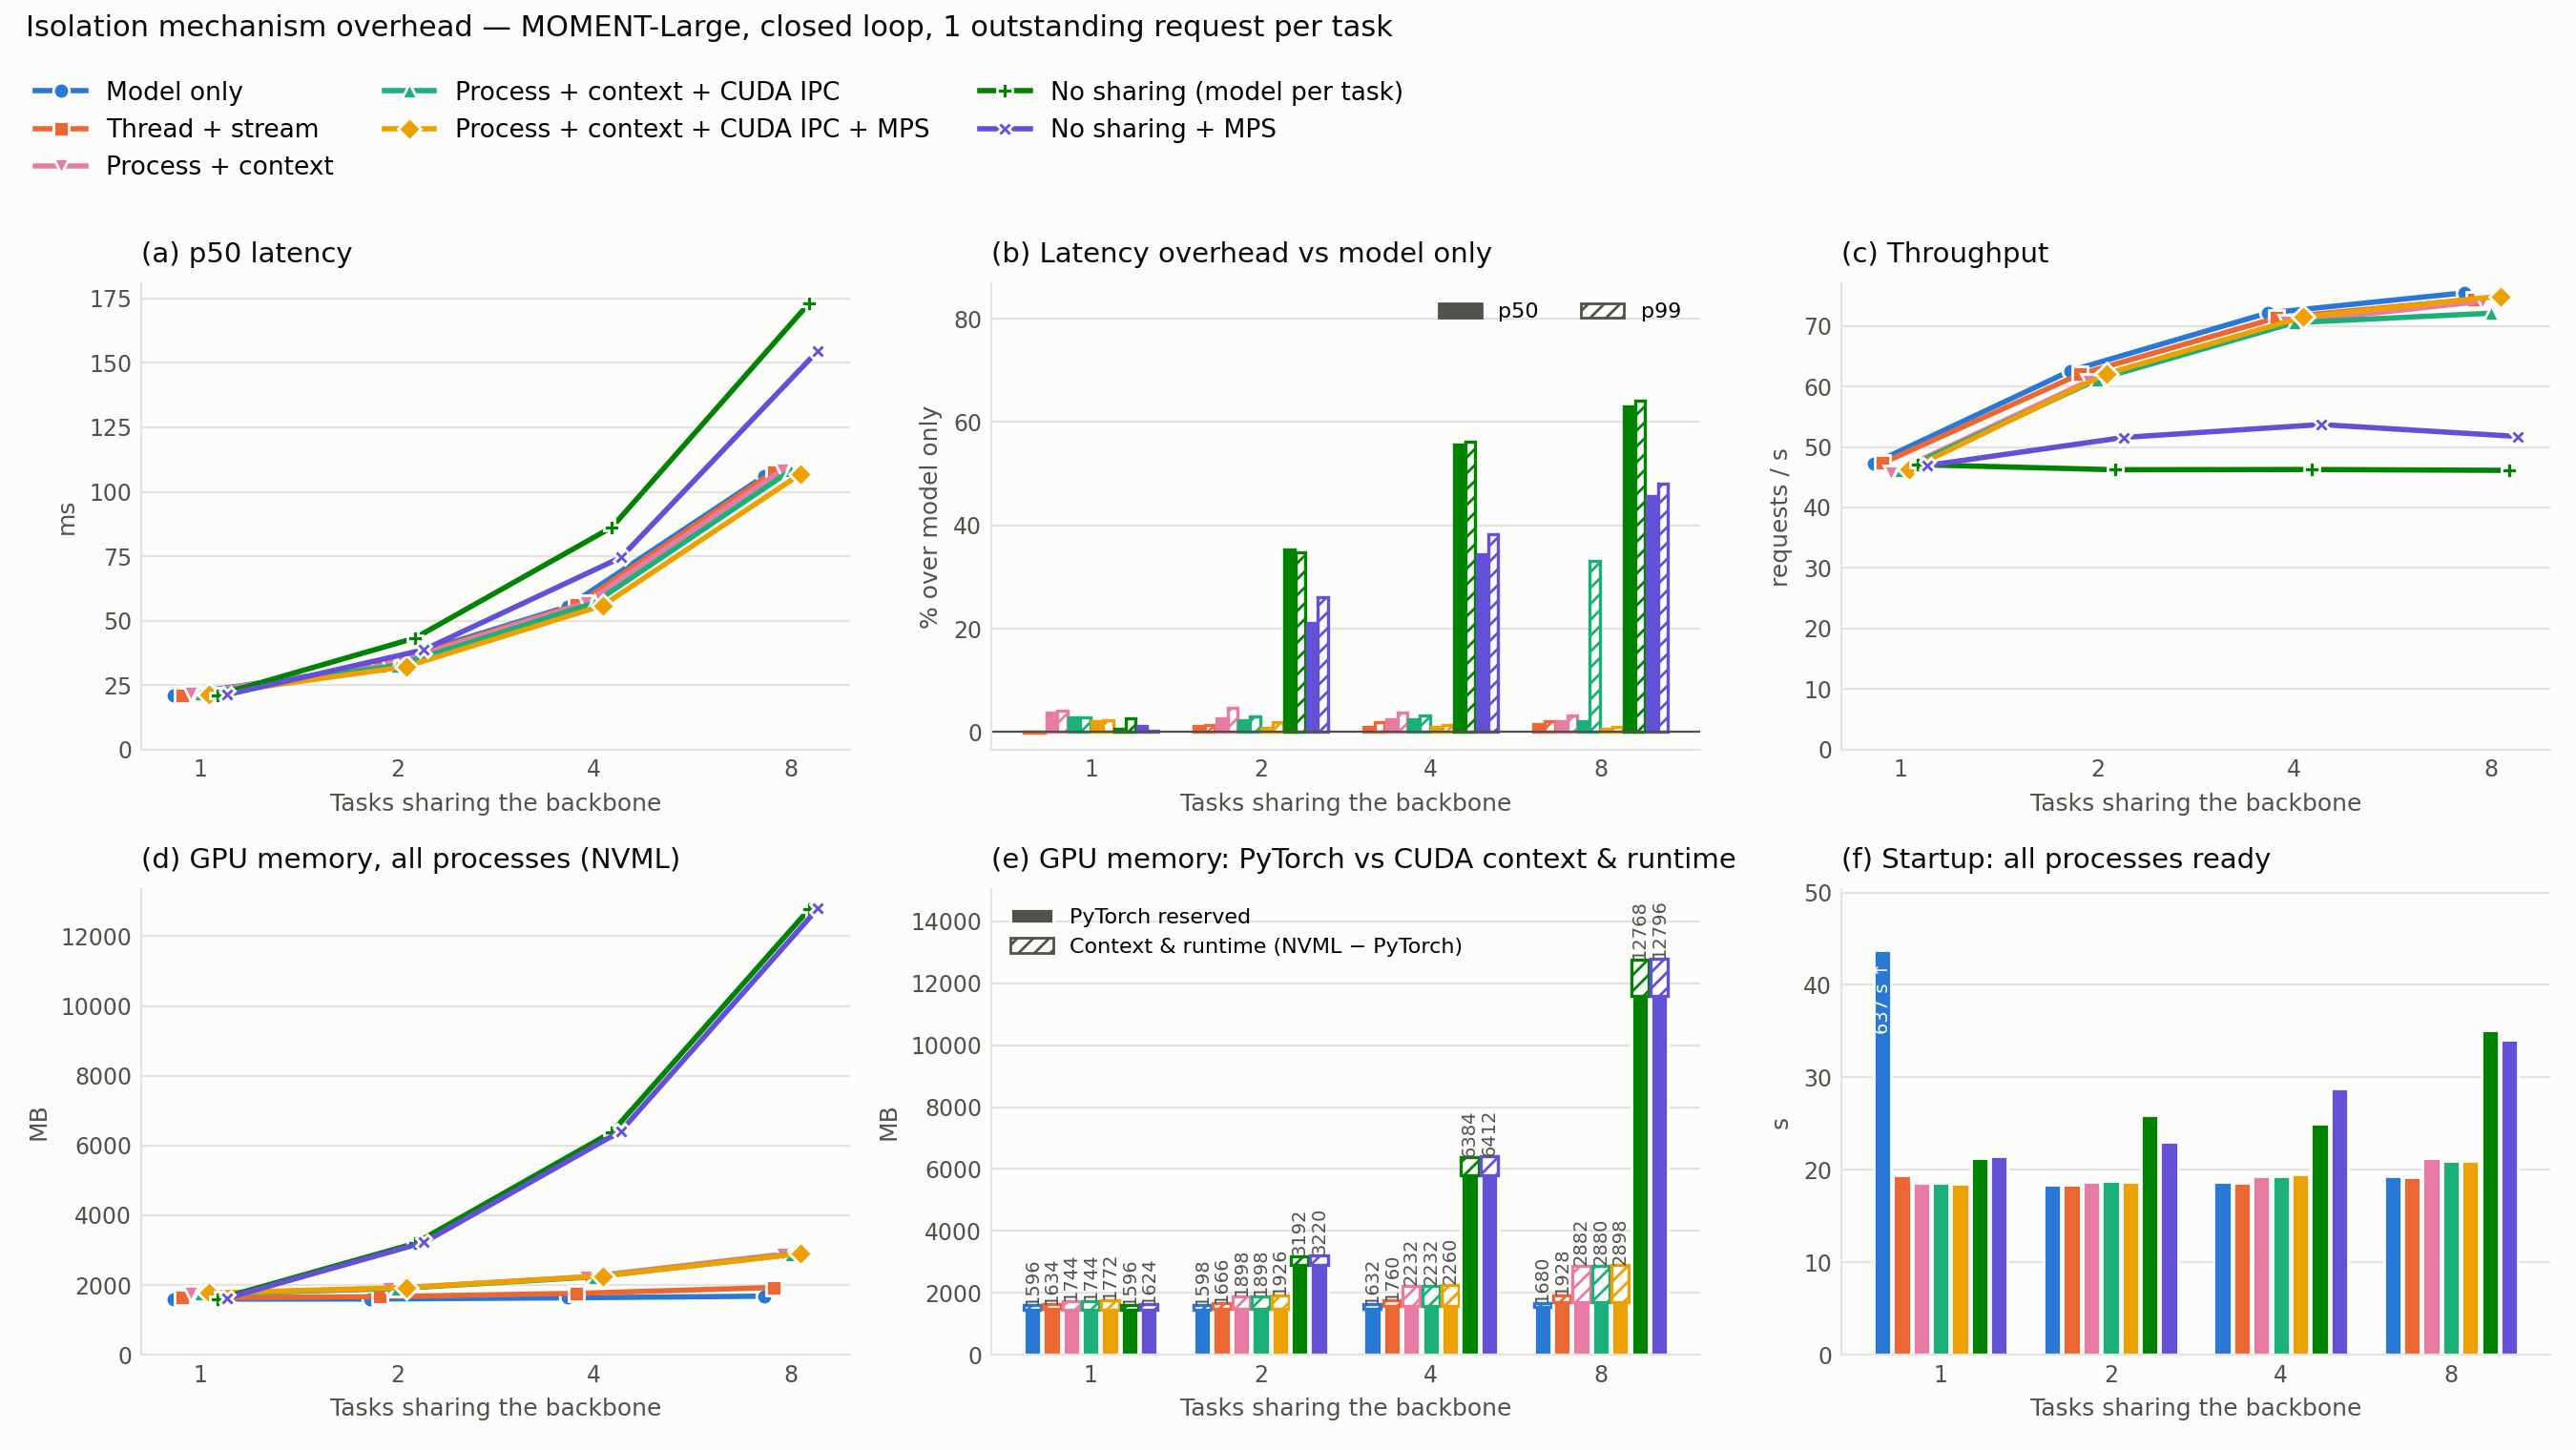 Isolation mechanism overhead — MOMENT-Large, closed loop, 1 outstanding request per task
Model only
Thread + stream
Process + context
Process + context + CUDA IPC
Process + context + CUDA IPC + MPS
No sharing (model per task)
No sharing + MPS
(a) p50 latency
175
150
125
100
75
50
25
0
ms
1 2 4 8
Tasks sharing the backbone
(b) Latency overhead vs model only
p50 p99
80
60
40
20
0
% over model only
1 2 4 8
Tasks sharing the backbone
(c) Throughput
70
60
50
40
30
20
10
0
requests / s
1 2 4 8
Tasks sharing the backbone
(d) GPU memory, all processes (NVML)
12000
10000
8000
6000
4000
2000
0
MB
1 2 4 8
Tasks sharing the backbone
(e) GPU memory: PyTorch vs CUDA context & runtime
PyTorch reserved
Context & runtime (NVML − PyTorch)
14000
12000
10000
8000
6000
4000
2000
0
MB
1596 1634 1744 1744 1772 1596 1624
1598 1666 1898 1898 1926 3192 3220
1632 1760 2232 2232 2260 6384 6412
1680 1928 2882 2880 2898 12768 12796
1 2 4 8
Tasks sharing the backbone
(f) Startup: all processes ready
50
40
30
20
10
0
s
637 s ↑
1 2 4 8
Tasks sharing the backbone